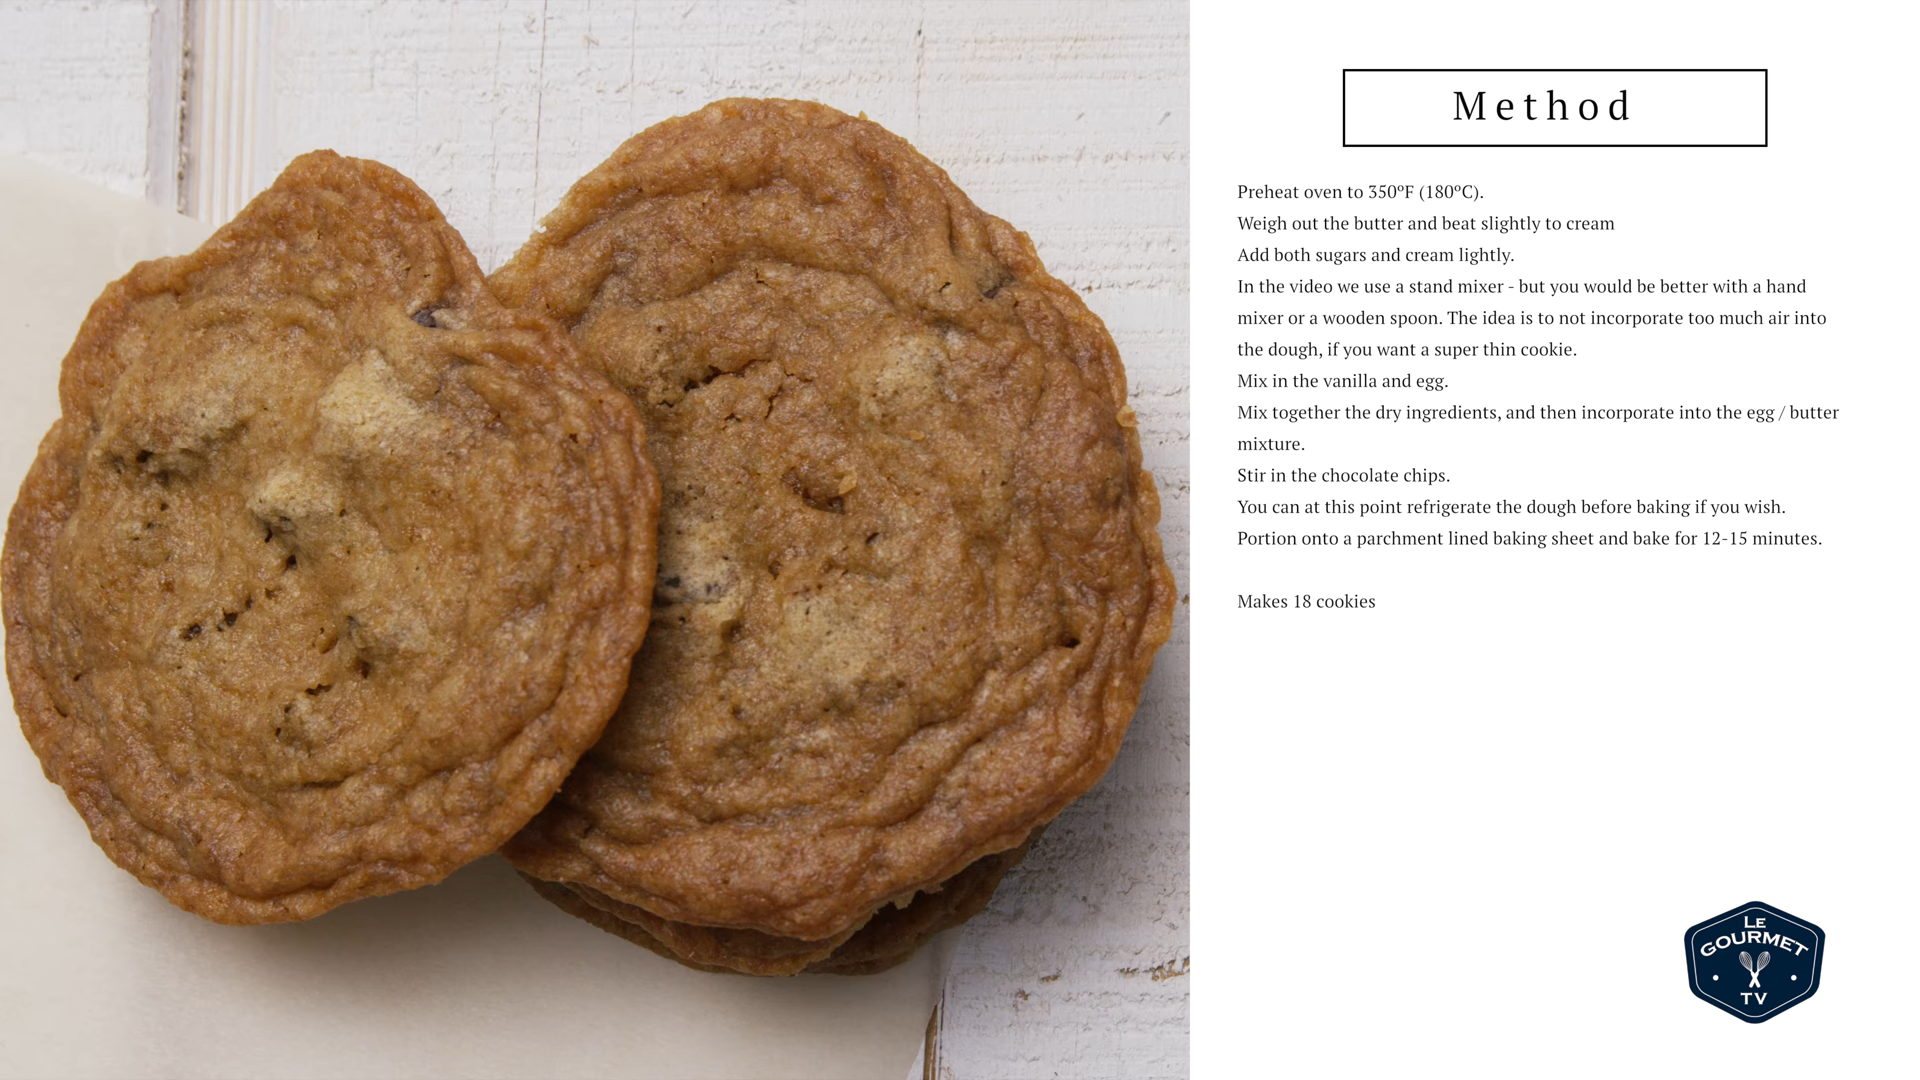 Method
Preheat oven to 350ºF (180ºC).
Weigh out the butter and beat slightly to cream
Add both sugars and cream lightly.
In the video we use a stand mixer - but you would be better with a hand
mixer or a wooden spoon. The idea is to not incorporate too much air into
the dough, if you want a super thin cookie.
Mix in the vanilla and egg.
Mix together the dry ingredients, and then incorporate into the egg / butter
mixture.
Stir in the chocolate chips.
You can at this point refrigerate the dough before baking if you wish.
Portion onto a parchment lined baking sheet and bake for 12-15 minutes.
Makes 18 cookies
LE
GOURMET
TV